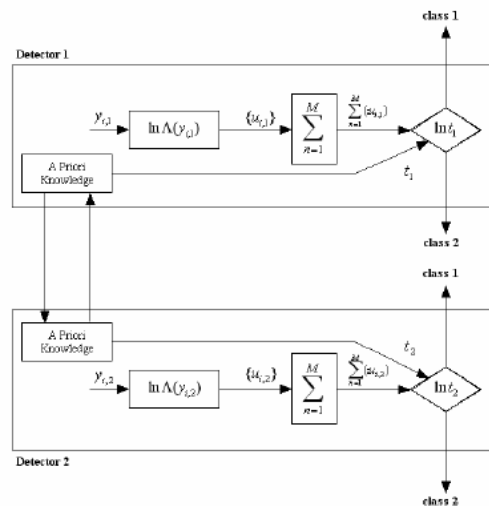 class 1
Detector 1
y_{i,1}
ln Λ(y_{i,1})
{u_{i,1}}
M
∑
n=1
M
∑(u_{i,1})
n=1
ln t_1
A Priori
Knowledge
t_1
class 2
class 1
A Priori
Knowledge
t_2
y_{i,2}
ln Λ(y_{i,2})
{u_{i,2}}
M
∑
n=1
M
∑(u_{i,2})
n=1
ln t_2
Detector 2
class 2